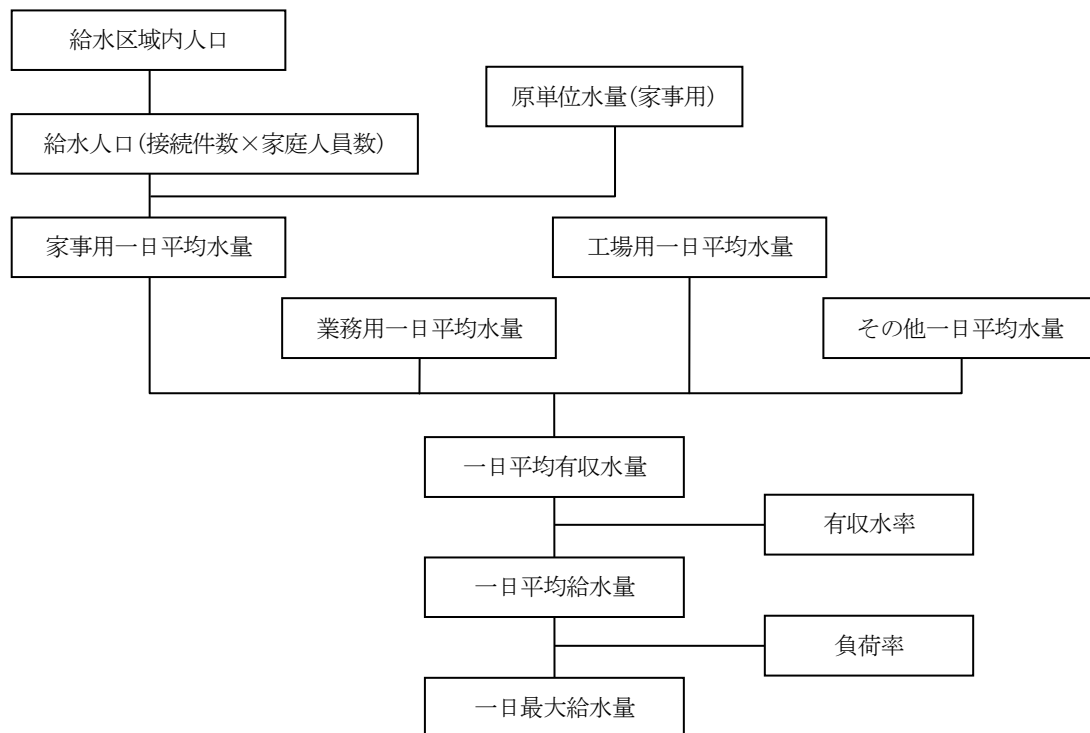 給水区域内人口
原単位水量(家事用)
給水人口(接続件数×家庭人員数)
家事用一日平均水量
工場用一日平均水量
業務用一日平均水量
その他一日平均水量
一日平均有収水量
有収水率
一日平均給水量
負荷率
一日最大給水量